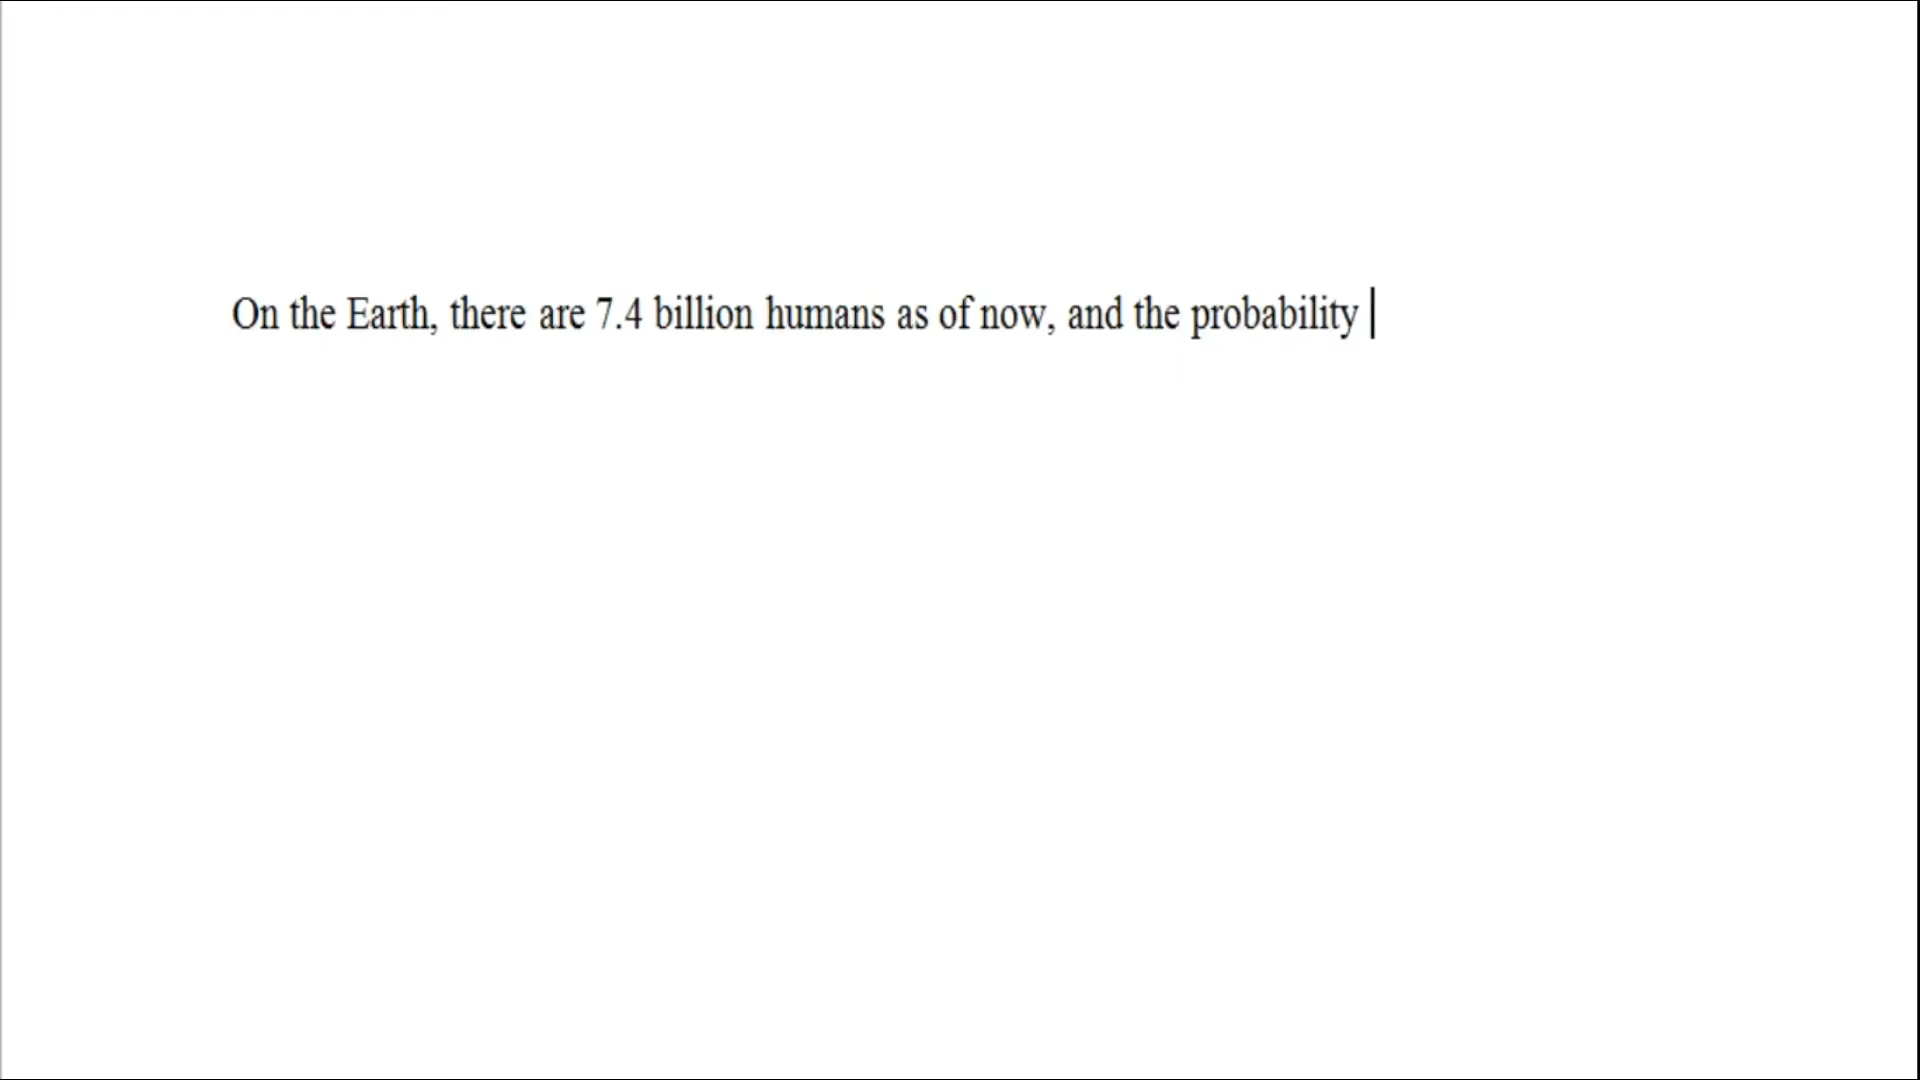 On the Earth, there are 7.4 billion humans as of now, and the probability